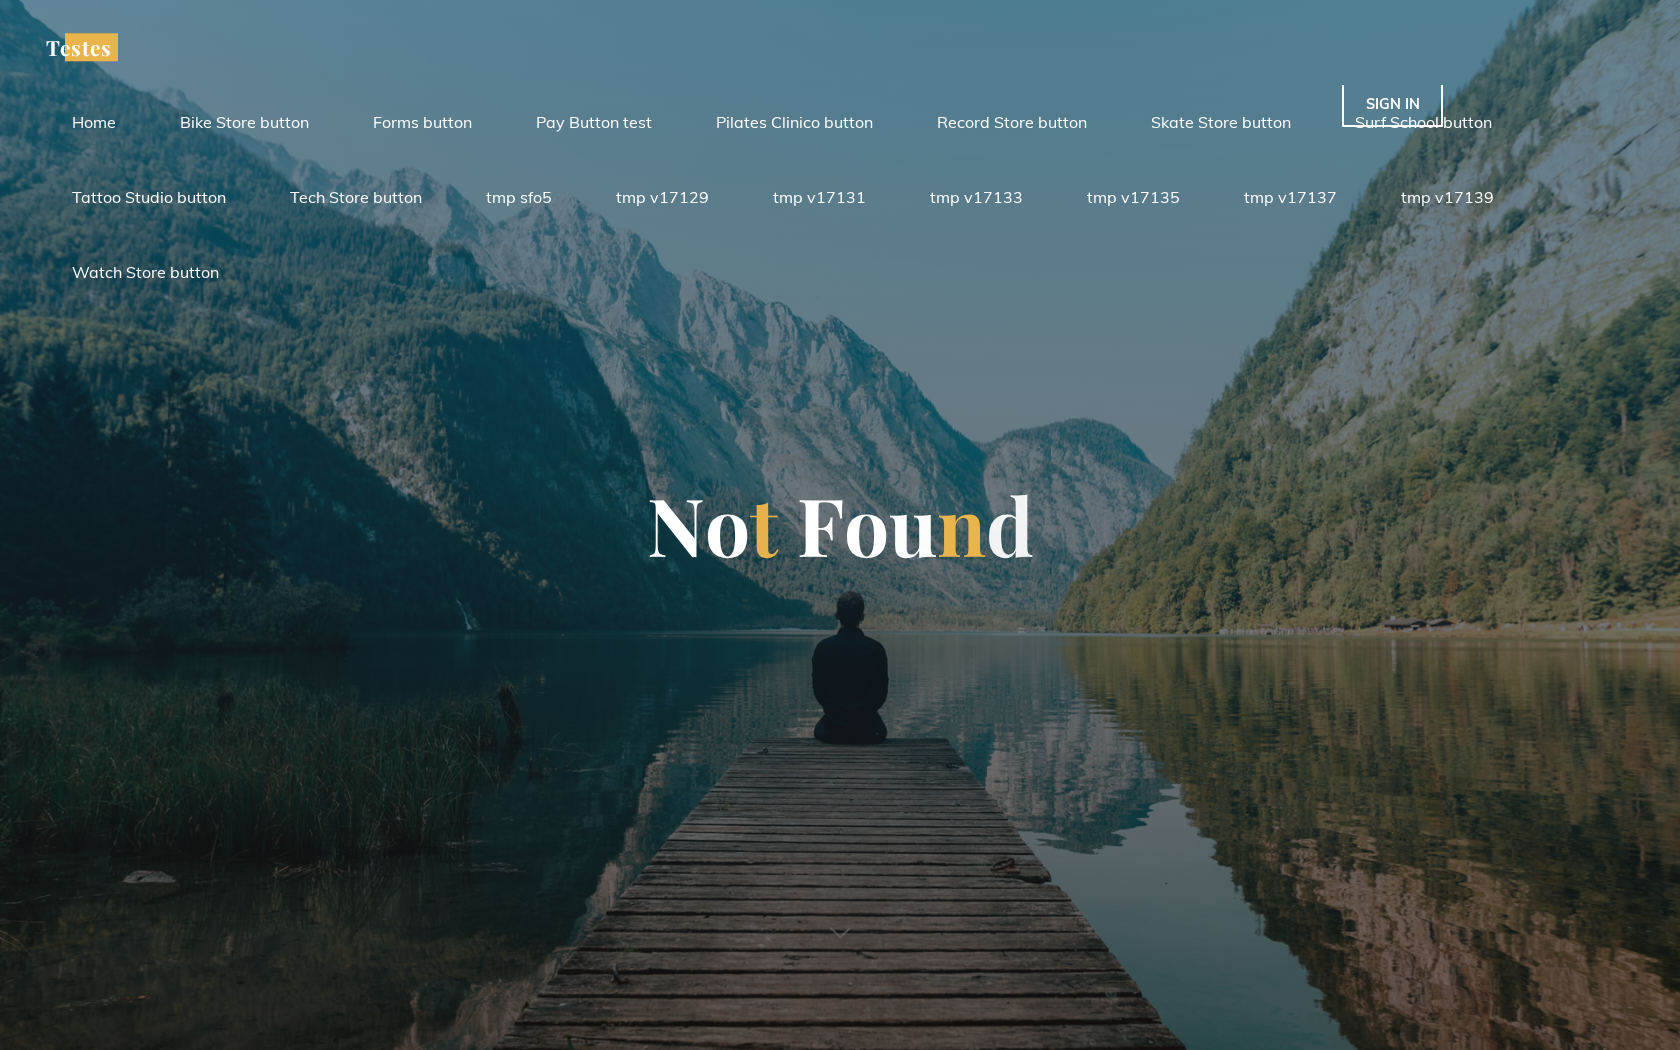 Testes
SIGN IN
Home Bike Store button Forms button Pay Button test Pilates Clinico button Record Store button Skate Store button Surf School button
Tattoo Studio button Tech Store button tmp sfo5 tmp v17129 tmp v17131 tmp v17133 tmp v17135 tmp v17137 tmp v17139
Watch Store button
Not Found